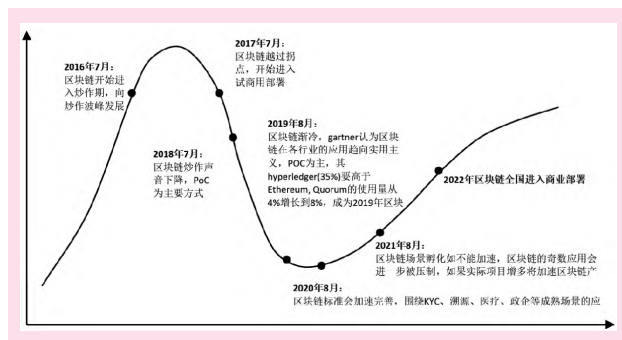 2016年7月：
区块链开始进
入炒作期，向
炒作波峰发展
2017年7月：
区块链越过拐
点，开始进入
试商用部署
2018年7月：
区块链炒作声
音下降，PoC
为主要方式
2019年8月：
区块链渐冷，gartner认为区块
链在各行业的应用趋向实用主
义，POC为主，其
hyperledger(35%)要高于
Ethereum, Quorum的使用量从
4%增长到8%，成为2019年区块
2022年区块链全国进入商业部署
2021年8月：
区块链场景孵化如不能加速，区块链的奇数应用会
进一步被压制，如果实际项目增多将加速区块链产
2020年8月：
区块链标准会加速完善，围绕KYC、溯源、医疗、政企等成熟场景的应